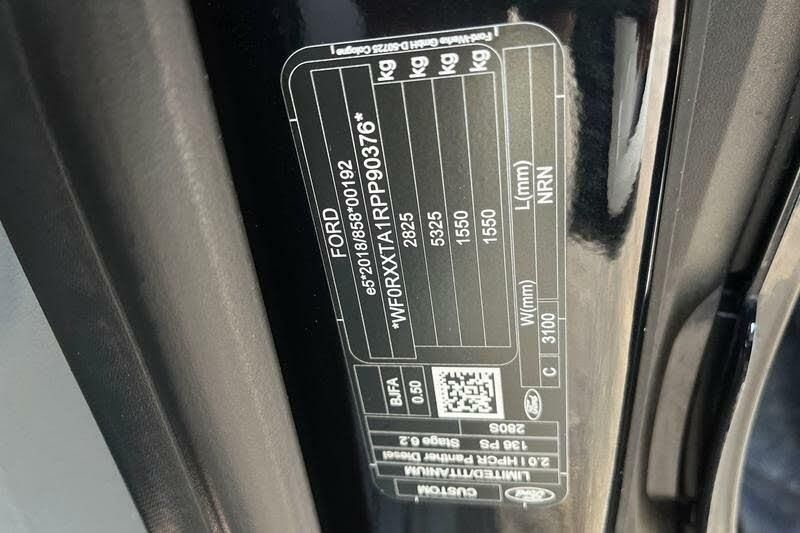 Ford-Werke GmbH D-50725 Cologne
FORD
e5*2018/858*00192
*WF0RXXTA1RPP90376*
2825 kg
5325 kg
1550 kg
1550 kg
W(mm) L(mm)
C 3100 NRN
BJFA
0.50
280S
136 PS Stage 6.2
2.0 l HPCR Panther Diesel
LIMITED/TITANIUM
CUSTOM
Ford
Ford